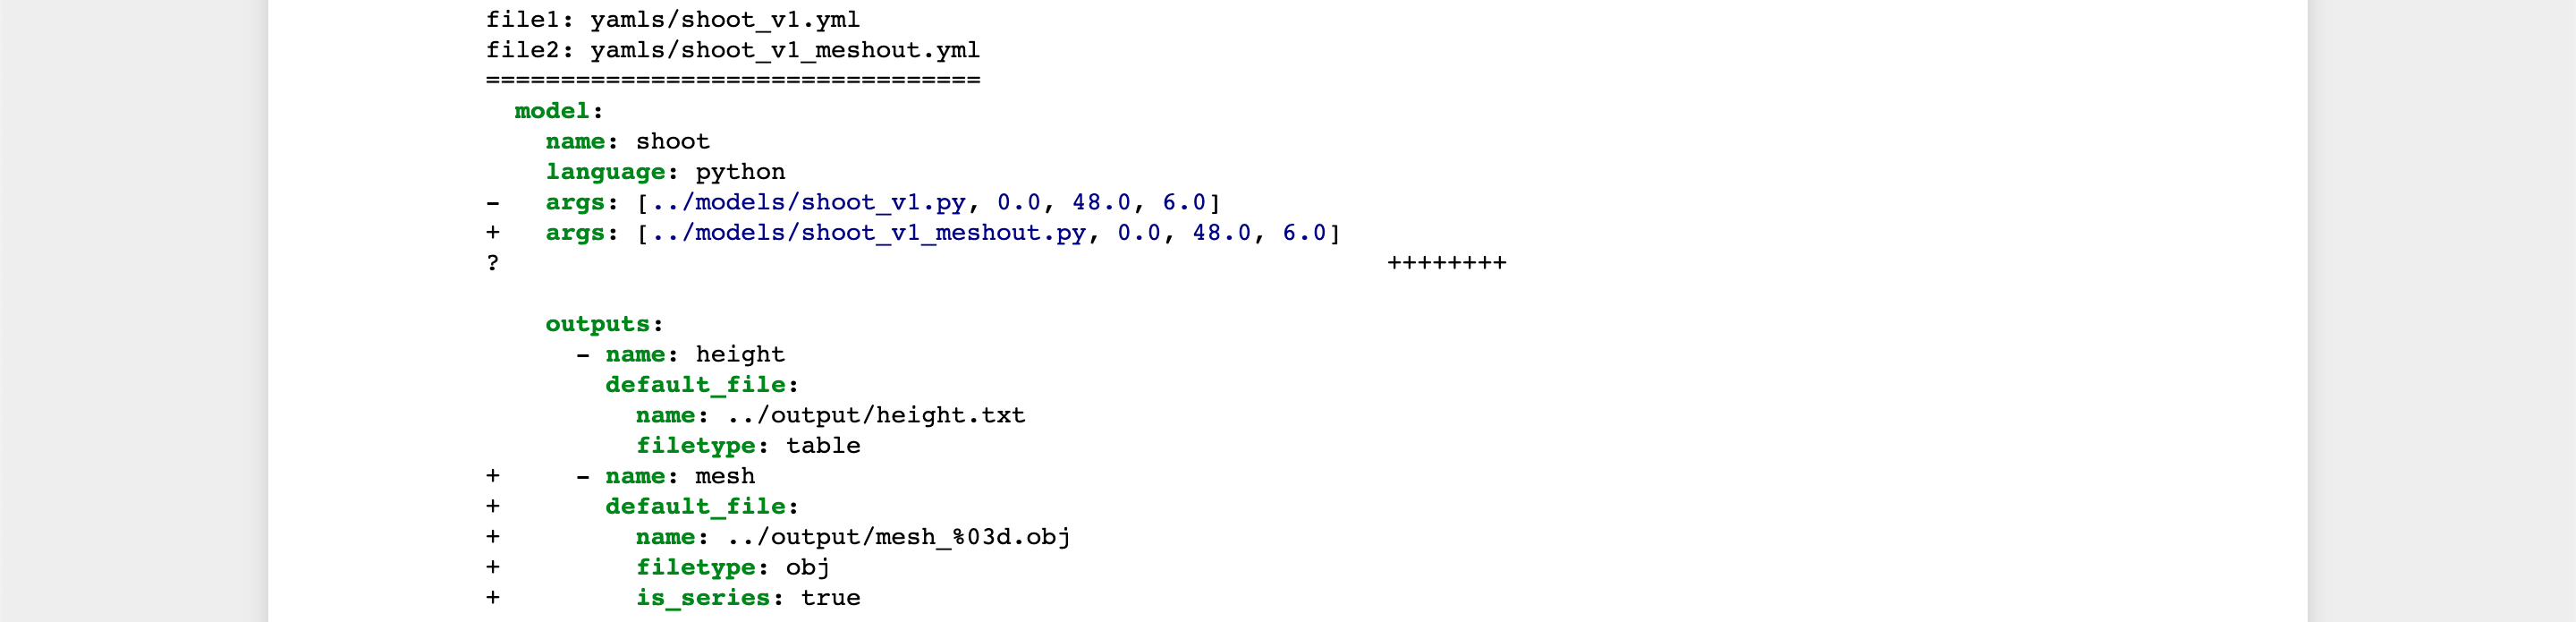 file1: yamls/shoot_v1.yml
file2: yamls/shoot_v1_meshout.yml
=================================
  model:
    name: shoot
    language: python
-   args: [../models/shoot_v1.py, 0.0, 48.0, 6.0]
+   args: [../models/shoot_v1_meshout.py, 0.0, 48.0, 6.0]
?                                                           ++++++++
    outputs:
      - name: height
        default_file:
          name: ../output/height.txt
          filetype: table
+     - name: mesh
+       default_file:
+         name: ../output/mesh_%03d.obj
+         filetype: obj
+         is_series: true